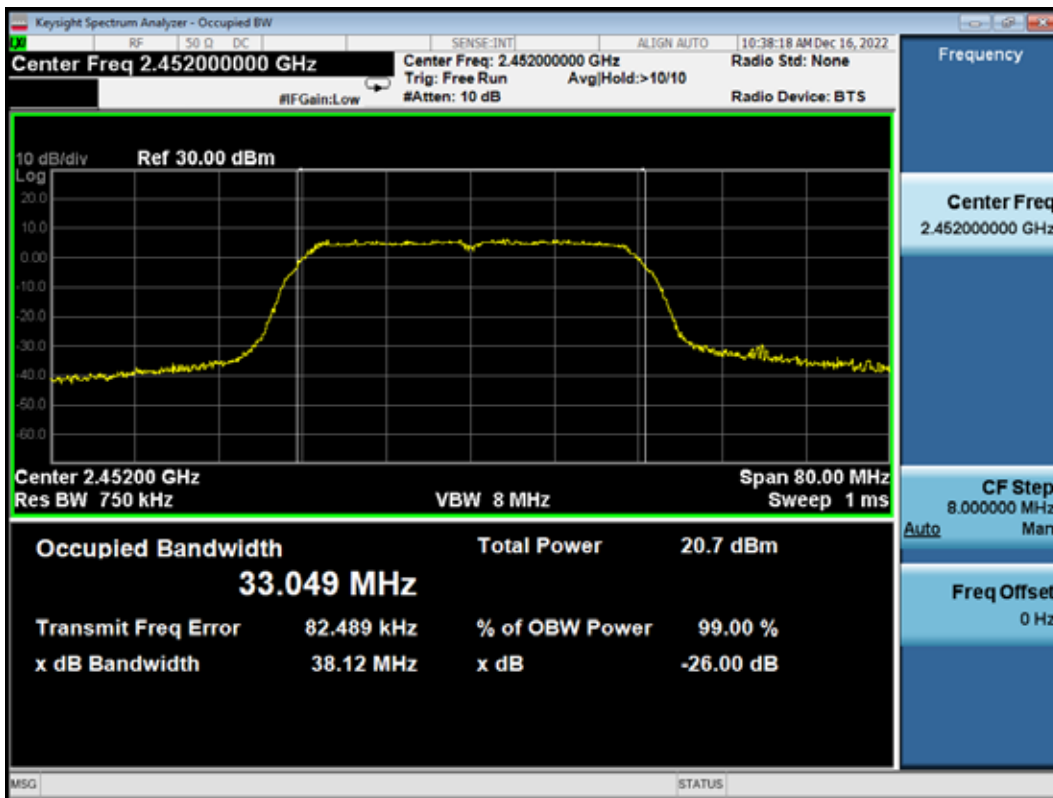 Keysight Spectrum Analyzer - Occupied BW
LXI RF 50 Ω DC SENSE:INT ALIGN AUTO 10:38:18 AM Dec 16, 2022
Center Freq 2.452000000 GHz
Center Freq: 2.452000000 GHz Radio Std: None
Trig: Free Run Avg|Hold:>10/10
#IFGain:Low #Atten: 10 dB Radio Device: BTS
10 dB/div Ref 30.00 dBm
Log
20.0
10.0
0.00
-10.0
-20.0
-30.0
-40.0
-50.0
-60.0
Center 2.45200 GHz Span 80.00 MHz
Res BW 750 kHz VBW 8 MHz Sweep 1 ms
Occupied Bandwidth Total Power 20.7 dBm
33.049 MHz
Transmit Freq Error 82.489 kHz % of OBW Power 99.00 %
x dB Bandwidth 38.12 MHz x dB -26.00 dB
MSG STATUS
Frequency
Center Freq
2.452000000 GHz
CF Step
8.000000 MHz
Auto Man
Freq Offset
0 Hz